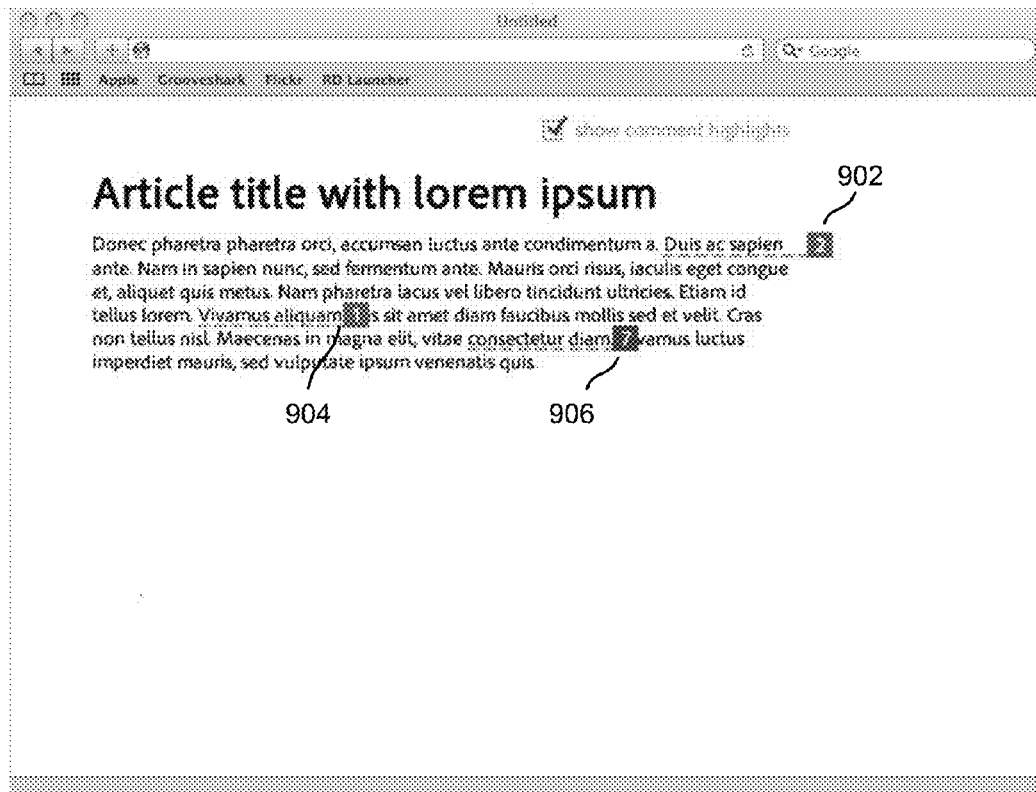 Untitled
Google
Apple Grooveshark Flickr RD Launcher
show comment highlights
Article title with lorem ipsum
902
Donec pharetra pharetra orci, accumsan luctus ante condimentum a. Duis ac sapien
ante. Nam in sapien nunc, sed fermentum ante. Mauris orci risus, iaculis eget congue
et, aliquet quis metus. Nam pharetra lacus vel libero tincidunt ultricies. Etiam id
tellus lorem. Vivamus aliquam s sit amet diam faucibus mollis sed et velit. Cras
non tellus nisl. Maecenas in magna elit, vitae consectetur diam 7 vamus luctus
imperdiet mauris, sed vulputate ipsum venenatis quis.
904 906